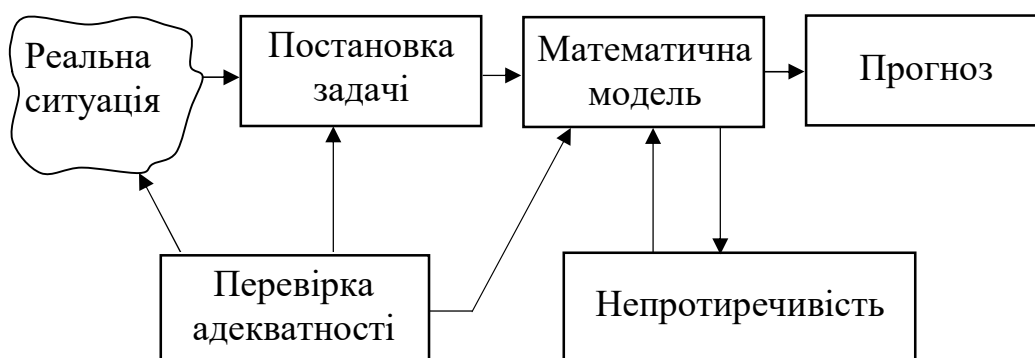 Реальна
ситуація
Постановка
задачі
Математична
модель
Прогноз
Перевірка
адекватності
Непротиречивість